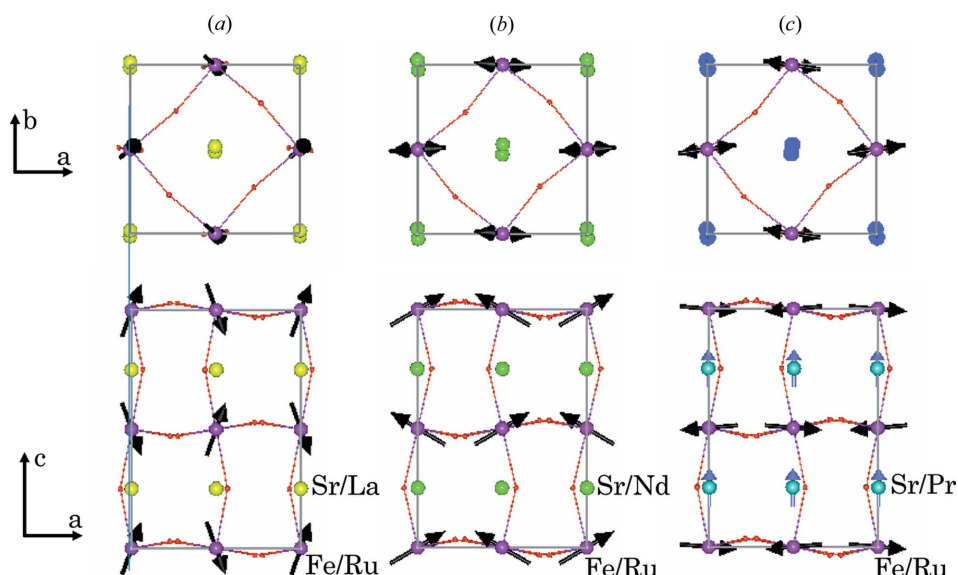 (a) (b) (c)
b
a
c
a
Sr/La
Fe/Ru
Sr/Nd
Fe/Ru
Sr/Pr
Fe/Ru